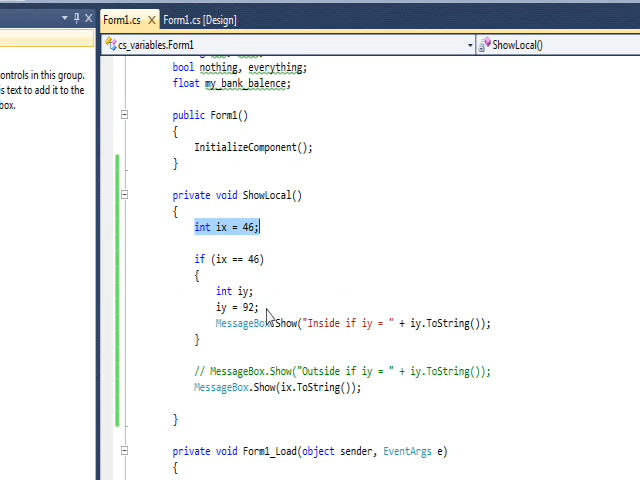 Form1.cs × Form1.cs [Design]
cs_variables.Form1 ShowLocal()
ontrols in this group.
is text to add it to the
box.
bool nothing, everything;
float my_bank_balence;
public Form1()
{
InitializeComponent();
}
private void ShowLocal()
{
int ix = 46;
if (ix == 46)
{
int iy;
iy = 92;
MessageBox.Show("Inside if iy = " + iy.ToString());
}
// MessageBox.Show("Outside if iy = " + iy.ToString());
MessageBox.Show(ix.ToString());
}
private void Form1_Load(object sender, EventArgs e)
{